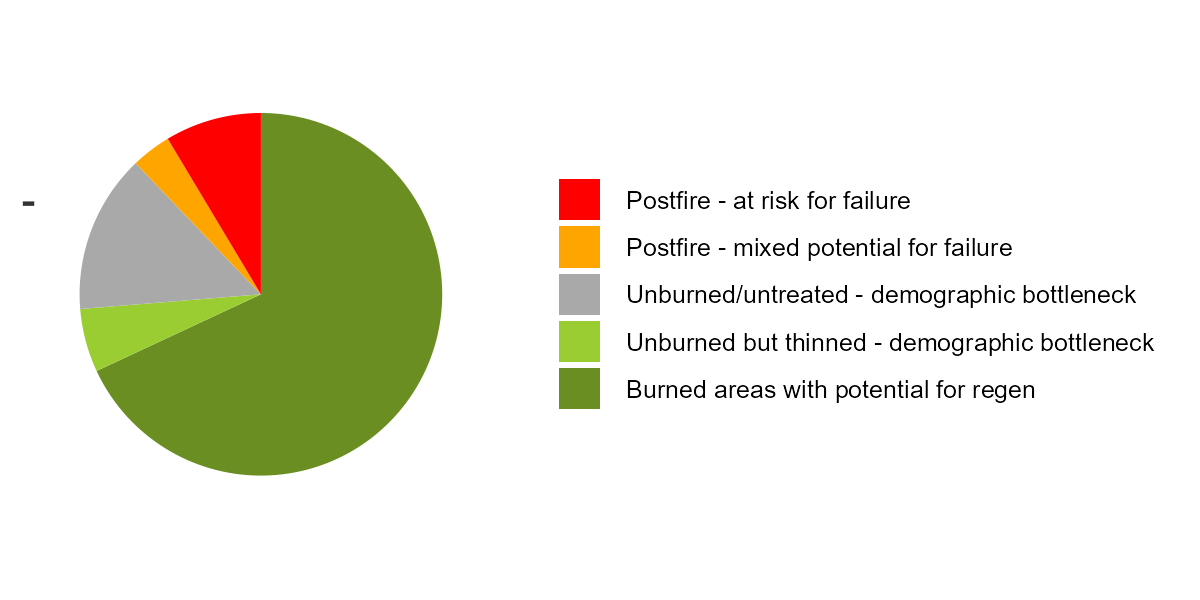 -
Postfire - at risk for failure
Postfire - mixed potential for failure
Unburned/untreated - demographic bottleneck
Unburned but thinned - demographic bottleneck
Burned areas with potential for regen